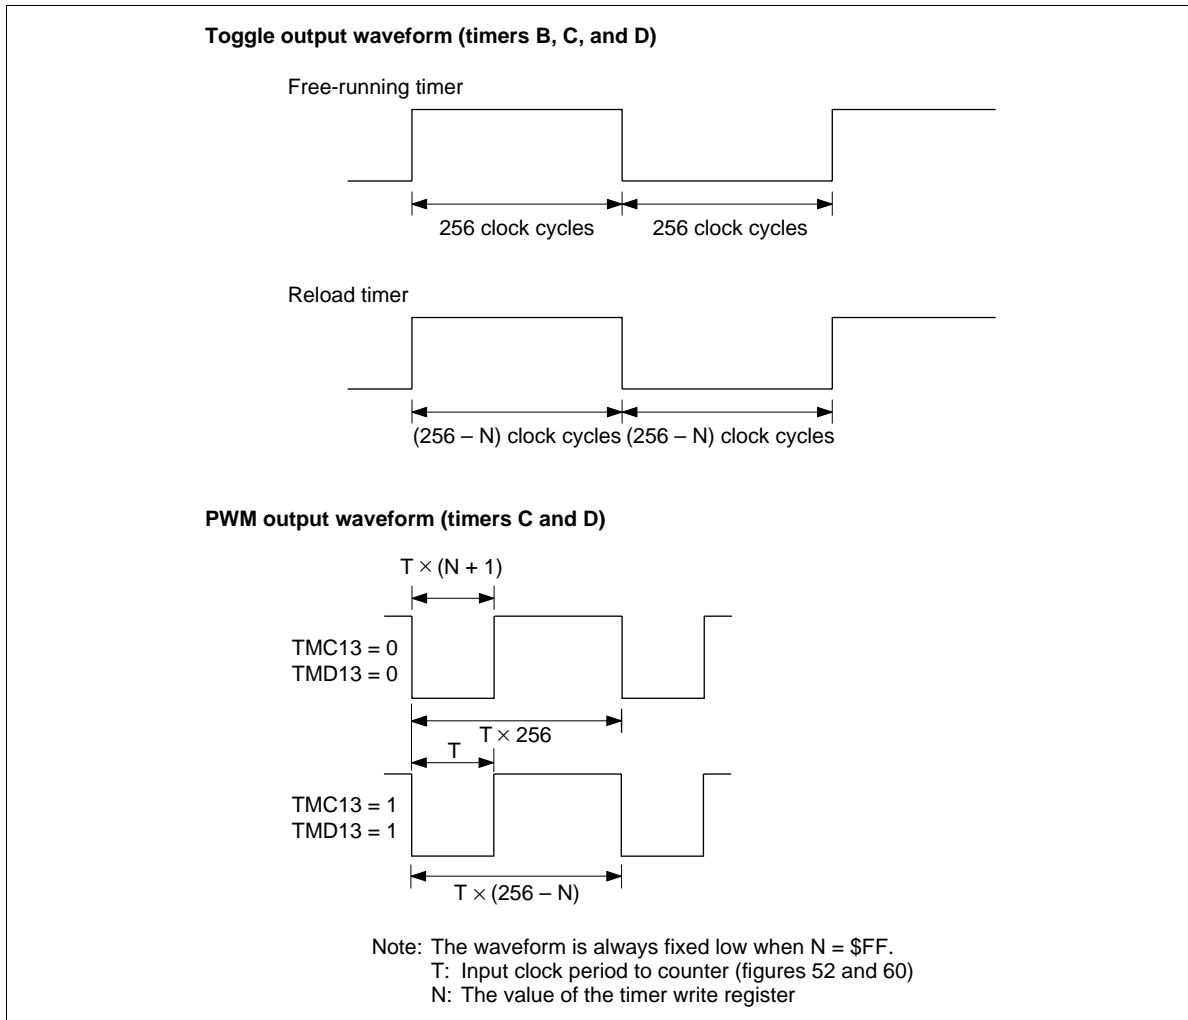 Toggle output waveform (timers B, C, and D)
Free-running timer
256 clock cycles 256 clock cycles
Reload timer
(256 – N) clock cycles (256 – N) clock cycles
PWM output waveform (timers C and D)
T × (N + 1)
TMC13 = 0
TMD13 = 0
T × 256
T
TMC13 = 1
TMD13 = 1
T × (256 – N)
Note: The waveform is always fixed low when N = $FF.
T: Input clock period to counter (figures 52 and 60)
N: The value of the timer write register